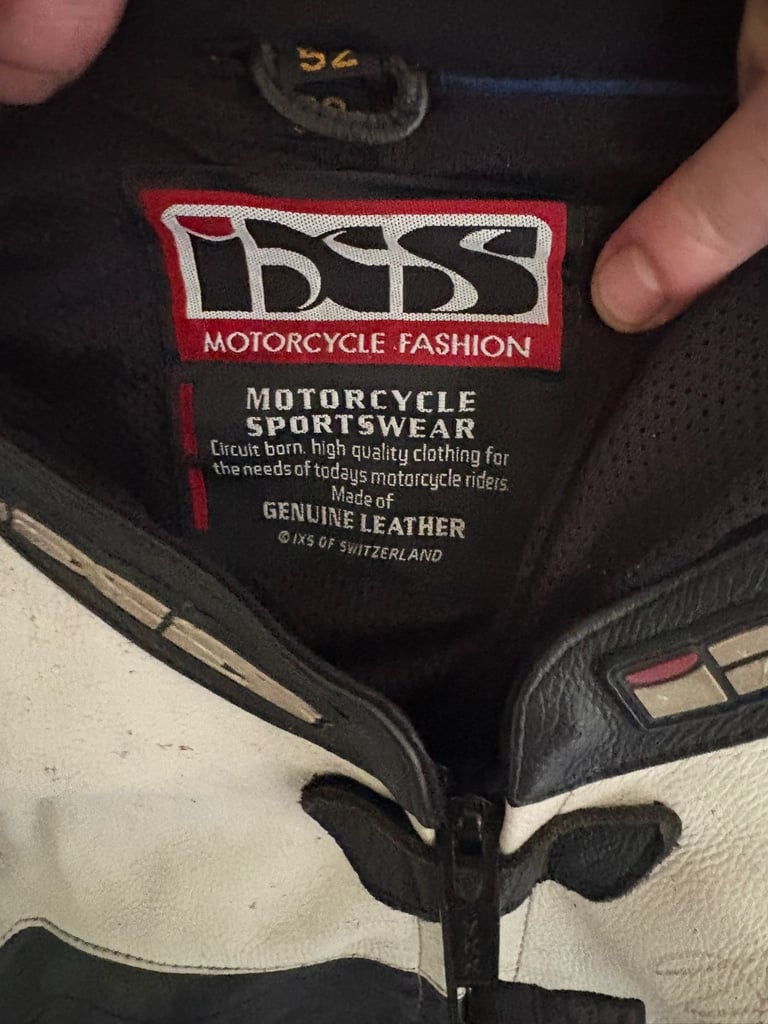 52
iXS
MOTORCYCLE FASHION
MOTORCYCLE
SPORTSWEAR
Circuit born. high quality clothing for
the needs of todays motorcycle riders.
Made of
GENUINE LEATHER
© IXS OF SWITZERLAND